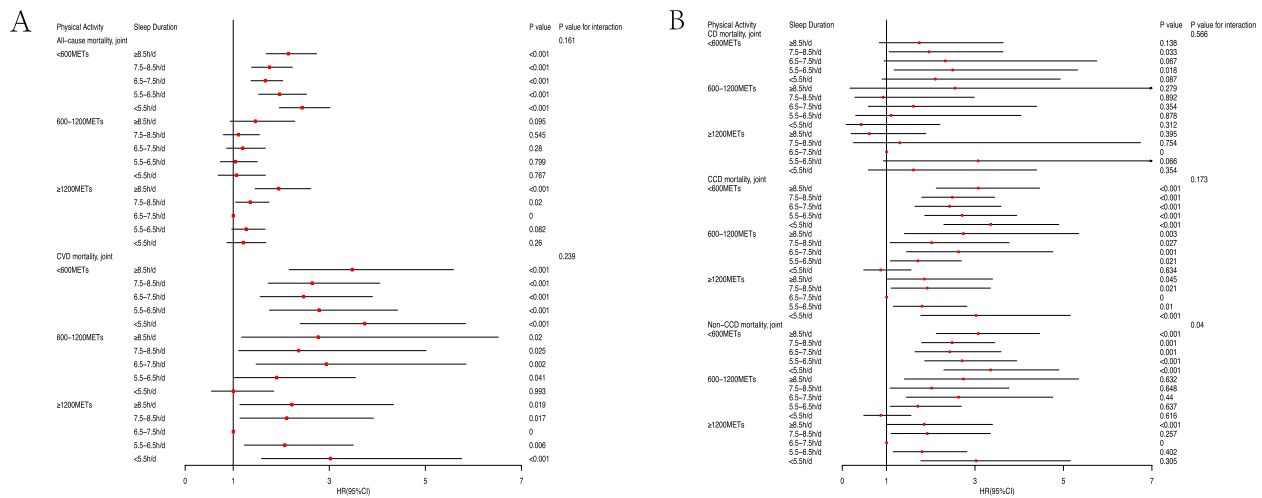 A
Physical Activity Sleep Duration P value P value for interaction
All−cause mortality, joint 0.161
<600METs ≥8.5h/d <0.001
7.5−8.5h/d <0.001
6.5−7.5h/d <0.001
5.5−6.5h/d <0.001
<5.5h/d <0.001
600−1200METs ≥8.5h/d 0.095
7.5−8.5h/d 0.545
6.5−7.5h/d 0.28
5.5−6.5h/d 0.799
<5.5h/d 0.767
≥1200METs ≥8.5h/d <0.001
7.5−8.5h/d 0.02
6.5−7.5h/d 0
5.5−6.5h/d 0.082
<5.5h/d 0.26
CVD mortality, joint 0.239
<600METs ≥8.5h/d <0.001
7.5−8.5h/d <0.001
6.5−7.5h/d <0.001
5.5−6.5h/d <0.001
<5.5h/d <0.001
600−1200METs ≥8.5h/d 0.02
7.5−8.5h/d 0.025
6.5−7.5h/d 0.002
5.5−6.5h/d 0.041
<5.5h/d 0.993
≥1200METs ≥8.5h/d 0.019
7.5−8.5h/d 0.017
6.5−7.5h/d 0
5.5−6.5h/d 0.006
<5.5h/d <0.001
0 1 3 5 7
HR(95%CI)
B
Physical Activity Sleep Duration P value P value for interaction
CD mortality, joint 0.566
<600METs ≥8.5h/d 0.138
7.5−8.5h/d 0.033
6.5−7.5h/d 0.067
5.5−6.5h/d 0.018
<5.5h/d 0.087
600−1200METs ≥8.5h/d 0.279
7.5−8.5h/d 0.892
6.5−7.5h/d 0.354
5.5−6.5h/d 0.878
<5.5h/d 0.312
≥1200METs ≥8.5h/d 0.395
7.5−8.5h/d 0.754
6.5−7.5h/d 0
5.5−6.5h/d 0.066
<5.5h/d 0.354
CCD mortality, joint 0.173
<600METs ≥8.5h/d <0.001
7.5−8.5h/d <0.001
6.5−7.5h/d <0.001
5.5−6.5h/d <0.001
<5.5h/d <0.001
600−1200METs ≥8.5h/d 0.003
7.5−8.5h/d 0.027
6.5−7.5h/d 0.001
5.5−6.5h/d 0.021
<5.5h/d 0.634
≥1200METs ≥8.5h/d 0.045
7.5−8.5h/d 0.021
6.5−7.5h/d 0
5.5−6.5h/d 0.01
<5.5h/d <0.001
Non−CCD mortality, joint 0.04
<600METs ≥8.5h/d <0.001
7.5−8.5h/d 0.001
6.5−7.5h/d 0.001
5.5−6.5h/d <0.001
<5.5h/d <0.001
600−1200METs ≥8.5h/d 0.632
7.5−8.5h/d 0.648
6.5−7.5h/d 0.44
5.5−6.5h/d 0.637
<5.5h/d 0.616
≥1200METs ≥8.5h/d <0.001
7.5−8.5h/d 0.257
6.5−7.5h/d 0
5.5−6.5h/d 0.402
<5.5h/d 0.305
0 1 3 5 7
HR(95%CI)